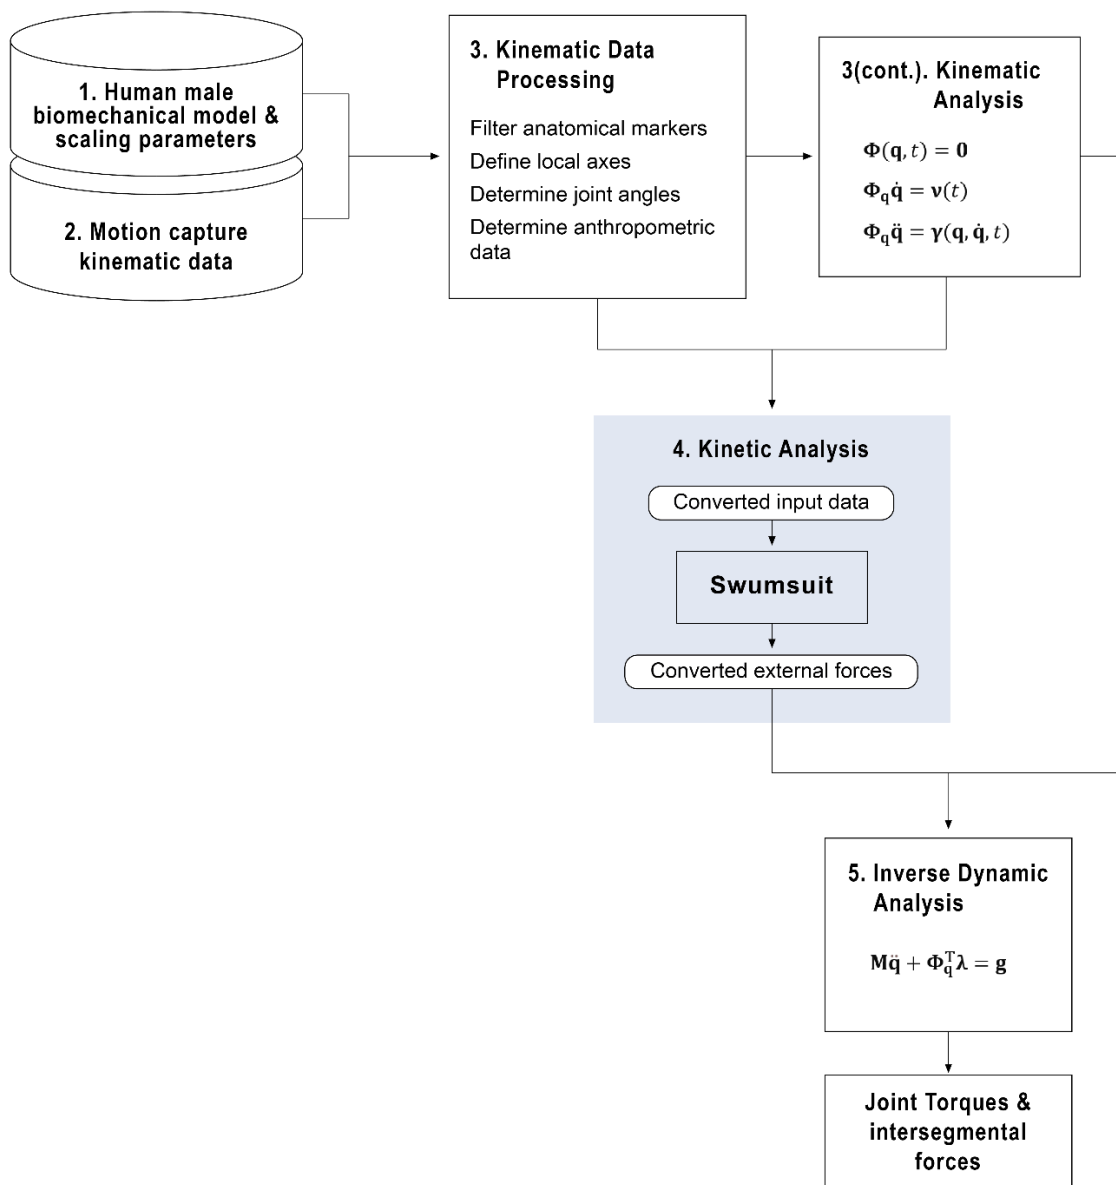 1. Human male
biomechanical model &
scaling parameters
2. Motion capture
kinematic data
3. Kinematic Data
Processing
Filter anatomical markers
Define local axes
Determine joint angles
Determine anthropometric
data
3(cont.). Kinematic
Analysis
Φ(q, t) = 0
Φ_q q̇ = ν(t)
Φ_q q̈ = γ(q, q̇, t)
4. Kinetic Analysis
Converted input data
Swumsuit
Converted external forces
5. Inverse Dynamic
Analysis
Mq̈ + Φ_q^T λ = g
Joint Torques &
intersegmental
forces